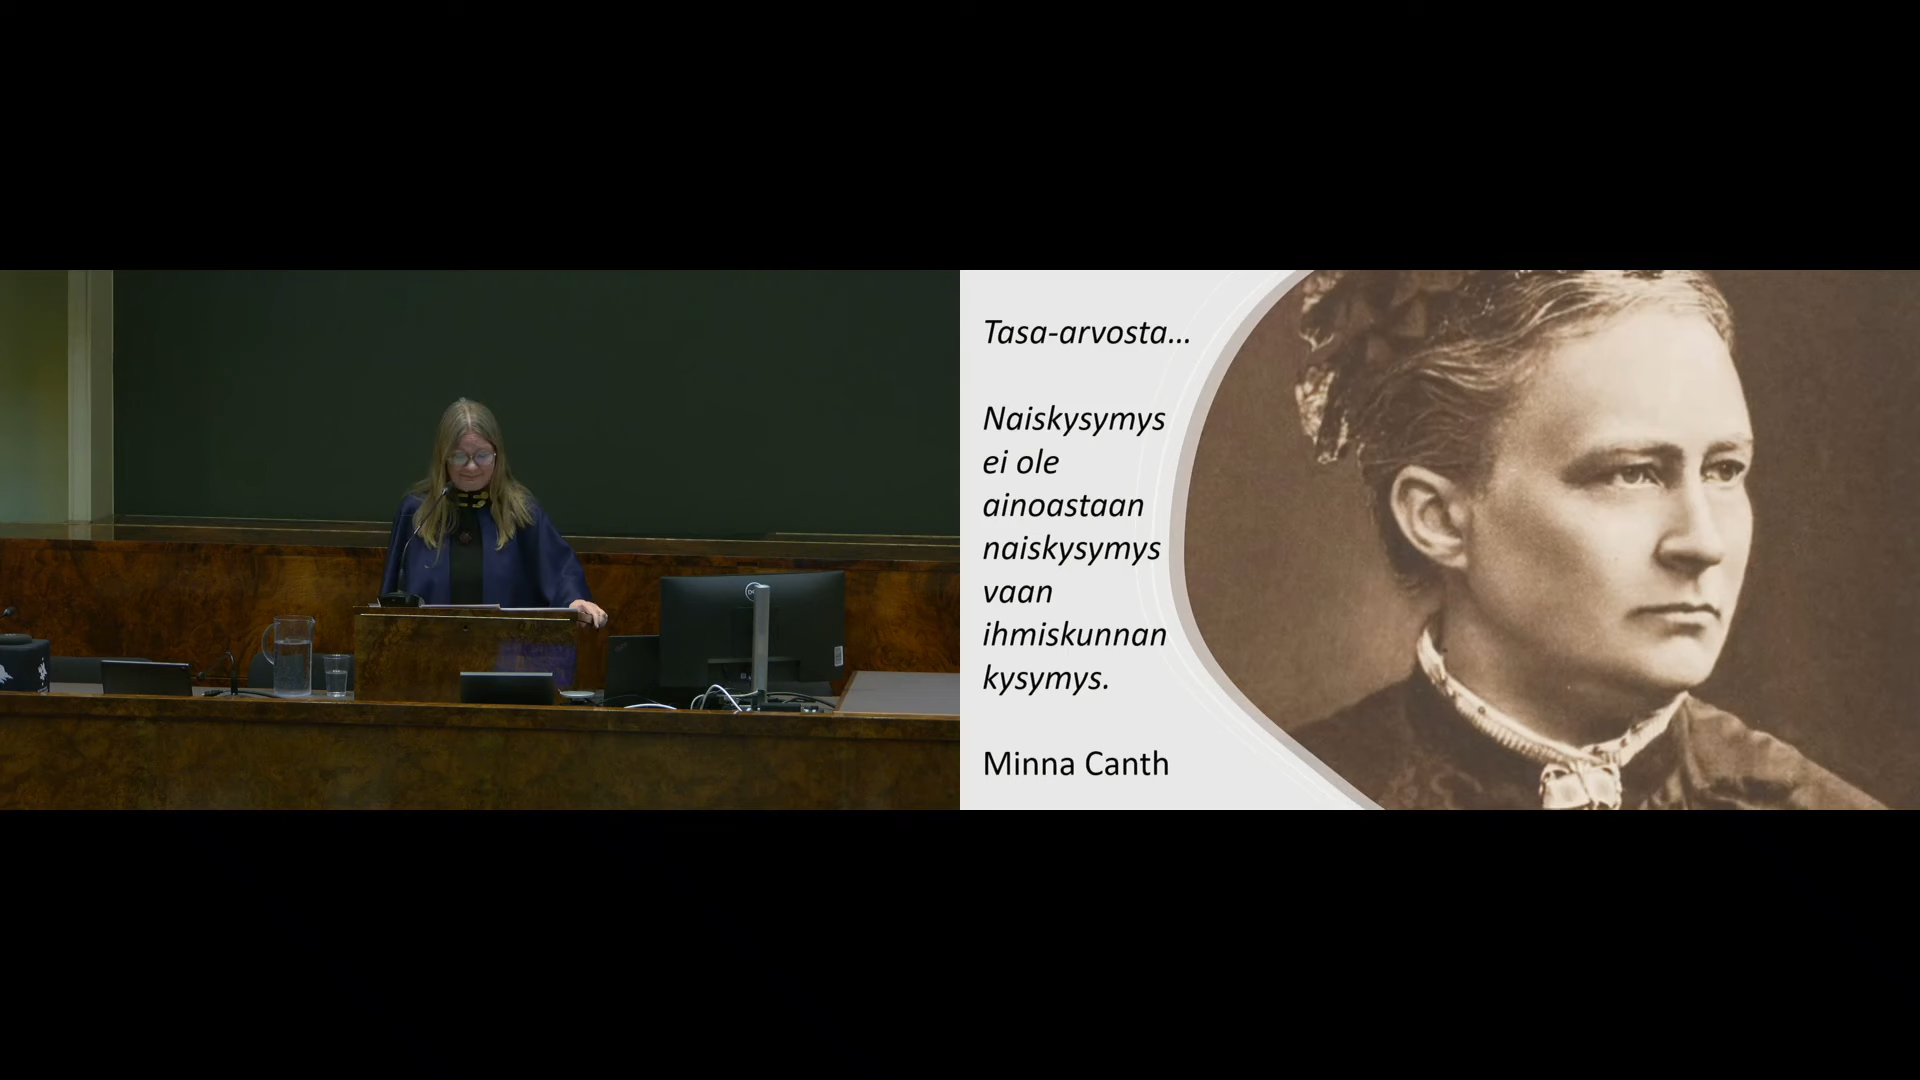 Tasa-arvosta...
Naiskysymys
ei ole
ainoastaan
naiskysymys
vaan
ihmiskunnan
kysymys.
Minna Canth